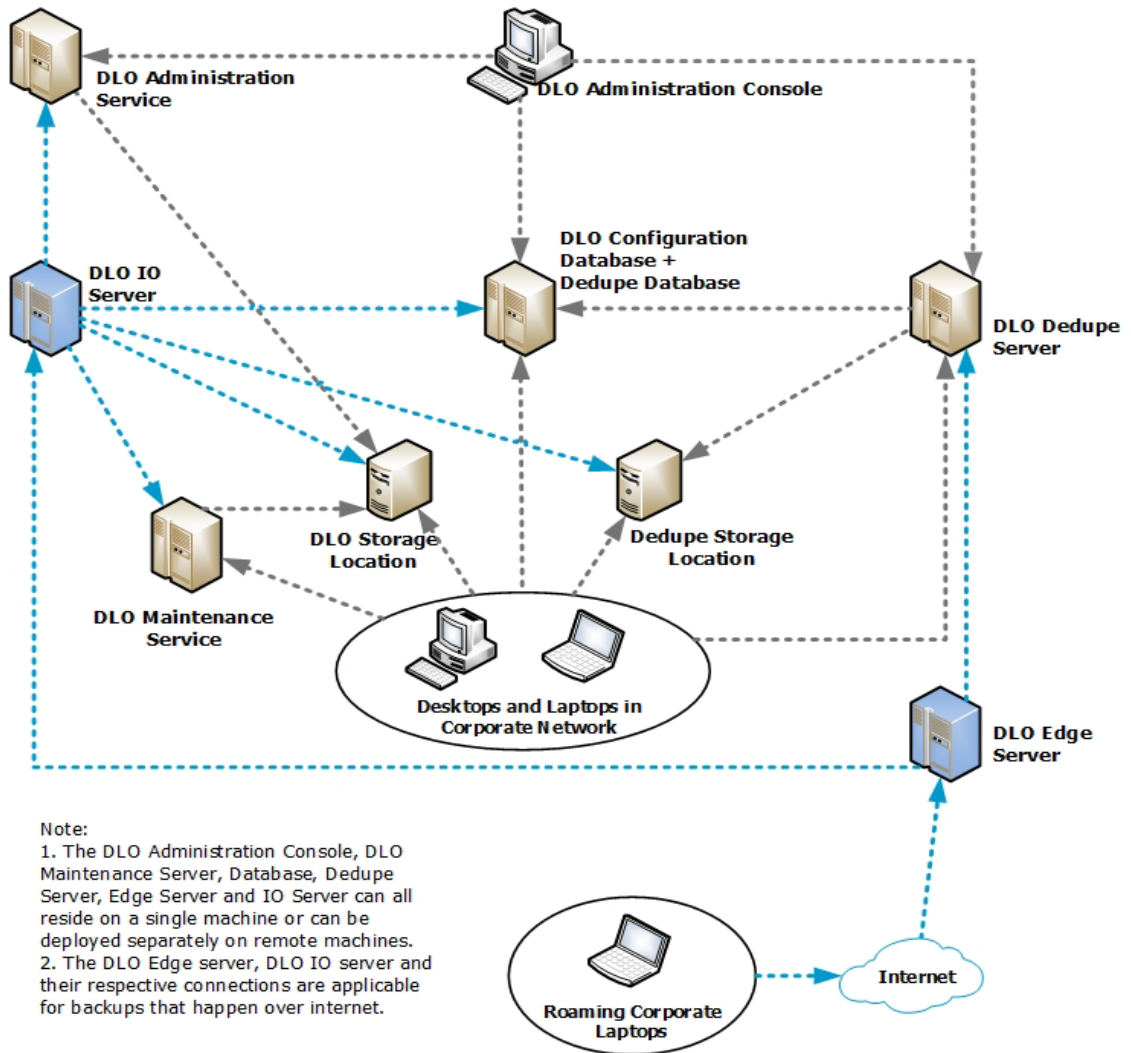 DLO Administration
Service
DLO Administration Console
DLO Configuration
Database +
Dedupe Database
DLO IO
Server
DLO Dedupe
Server
DLO Storage
Location
Dedupe Storage
Location
DLO Maintenance
Service
Desktops and Laptops in
Corporate Network
DLO Edge
Server
Note:
1. The DLO Administration Console, DLO
Maintenance Server, Database, Dedupe
Server, Edge Server and IO Server can all
reside on a single machine or can be
deployed separately on remote machines.
2. The DLO Edge server, DLO IO server and
their respective connections are applicable
for backups that happen over internet.
Internet
Roaming Corporate
Laptops